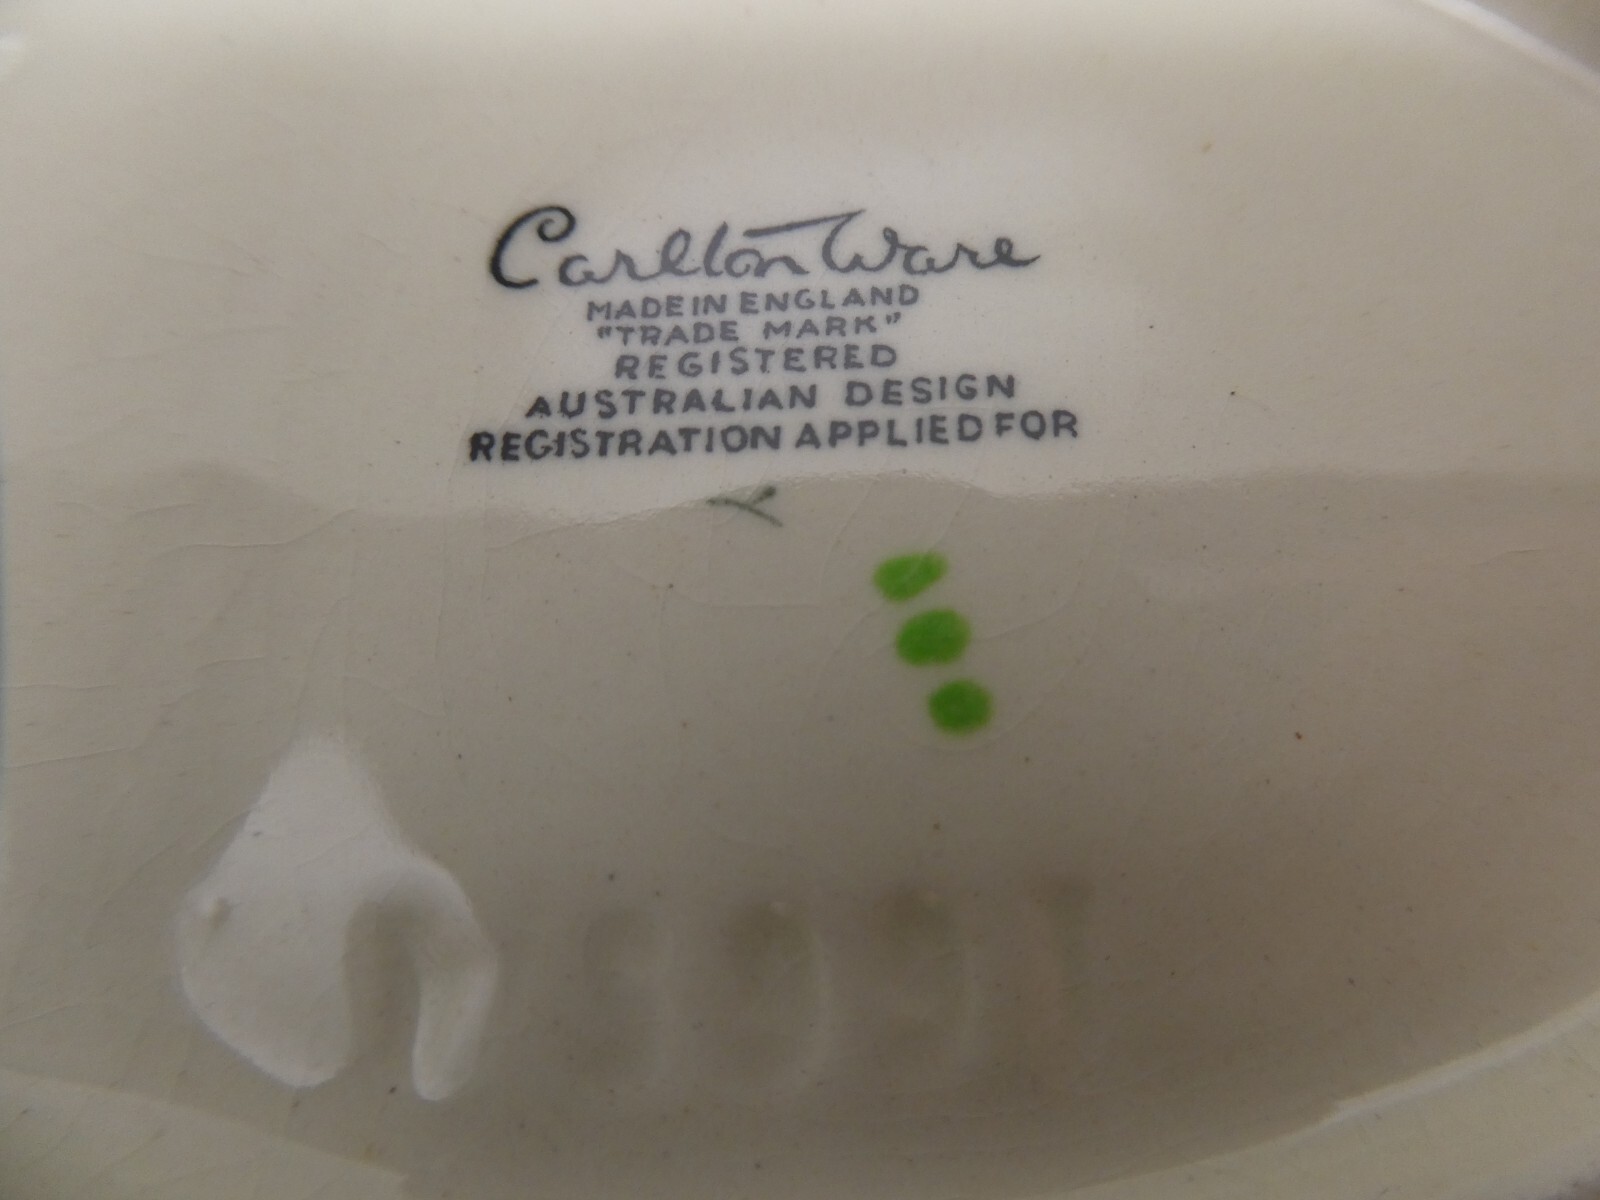 Carlton Ware
MADE IN ENGLAND
"TRADE MARK"
REGISTERED
AUSTRALIAN DESIGN
REGISTRATION APPLIED FOR